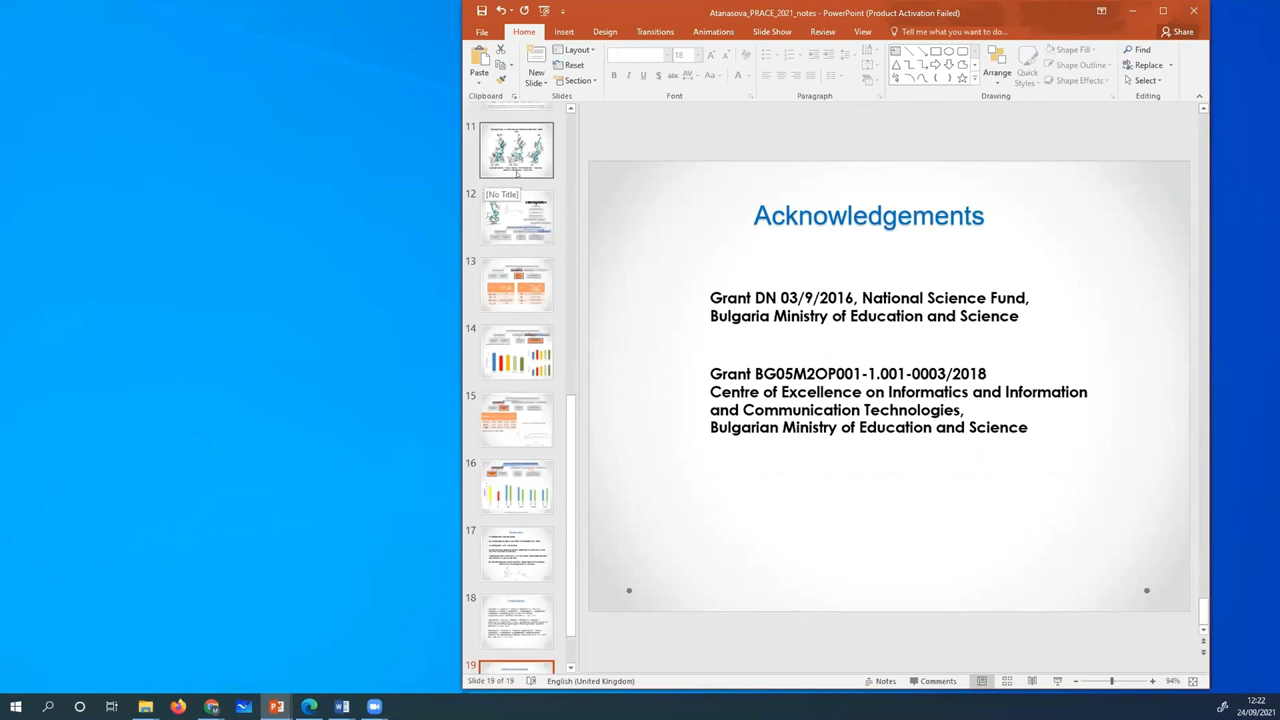 Atanasova_PRACE_2021_notes - PowerPoint (Product Activation Failed)
File
Home
Insert
Design
Transitions
Animations
Slide Show
Review
View
Tell me what you want to do...
Share
Paste
New
Slide
Layout
Reset
Section
18
Arrange
Quick
Styles
Shape Fill
Shape Outline
Shape Effects
Find
Replace
Select
Clipboard
Slides
Font
Paragraph
Drawing
Editing
11
12
[No Title]
13
14
15
16
17
18
19
Acknowledgements
Grant DN 03/9/2016, National Science Fund,
Bulgaria Ministry of Education and Science
Grant BG05M2OP001-1.001-0003/2018
Centre of Excellence on Informatics and Information
and Communication Technologies,
Bulgarian Ministry of Education and Science
Slide 19 of 19
English (United Kingdom)
Notes
Comments
94%
12:22
24/09/2021